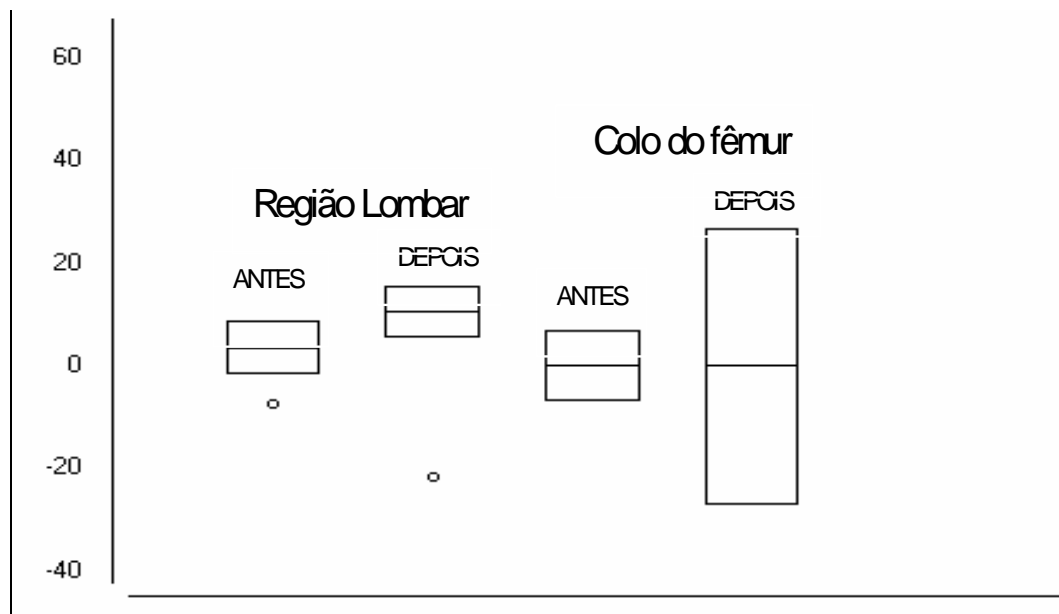 60
40
20
0
-20
-40
Região Lombar
ANTES
DEPOIS
Colo do fêmur
ANTES
DEPOIS